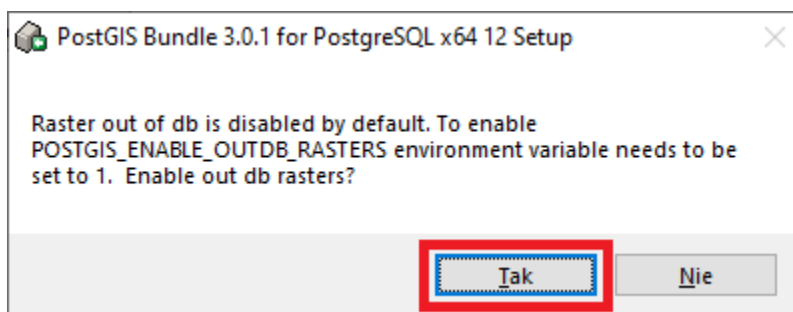 PostGIS Bundle 3.0.1 for PostgreSQL x64 12 Setup
Raster out of db is disabled by default. To enable
POSTGIS_ENABLE_OUTDB_RASTERS environment variable needs to be
set to 1.  Enable out db rasters?
Tak
Nie